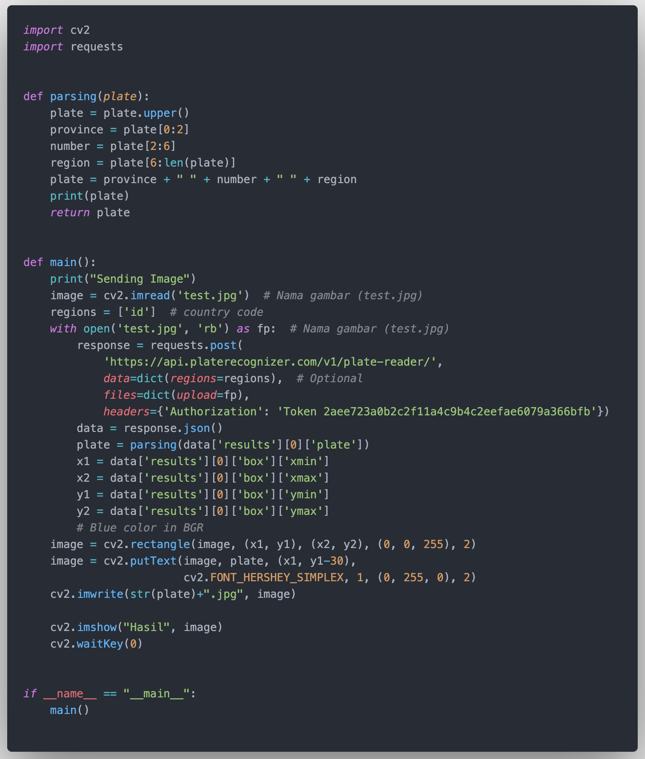 import cv2
import requests
def parsing(plate):
plate = plate.upper()
province = plate[0:2]
number = plate[2:6]
region = plate[6:len(plate)]
plate = province + " " + number + " " + region
print(plate)
return plate
def main():
print("Sending Image")
image = cv2.imread('test.jpg')  # Nama gambar (test.jpg)
regions = ['id']  # country code
with open('test.jpg', 'rb') as fp:  # Nama gambar (test.jpg)
response = requests.post(
'https://api.platerecognizer.com/v1/plate-reader/',
data=dict(regions=regions),  # Optional
files=dict(upload=fp),
headers={'Authorization': 'Token 2aee723a0b2c2f11a4c9b4c2eefae6079a366bfb'})
data = response.json()
plate = parsing(data['results'][0]['plate'])
x1 = data['results'][0]['box']['xmin']
x2 = data['results'][0]['box']['xmax']
y1 = data['results'][0]['box']['ymin']
y2 = data['results'][0]['box']['ymax']
# Blue color in BGR
image = cv2.rectangle(image, (x1, y1), (x2, y2), (0, 0, 255), 2)
image = cv2.putText(image, plate, (x1, y1-30),
cv2.FONT_HERSHEY_SIMPLEX, 1, (0, 255, 0), 2)
cv2.imwrite(str(plate)+".jpg", image)
cv2.imshow("Hasil", image)
cv2.waitKey(0)
if __name__ == "__main__":
main()